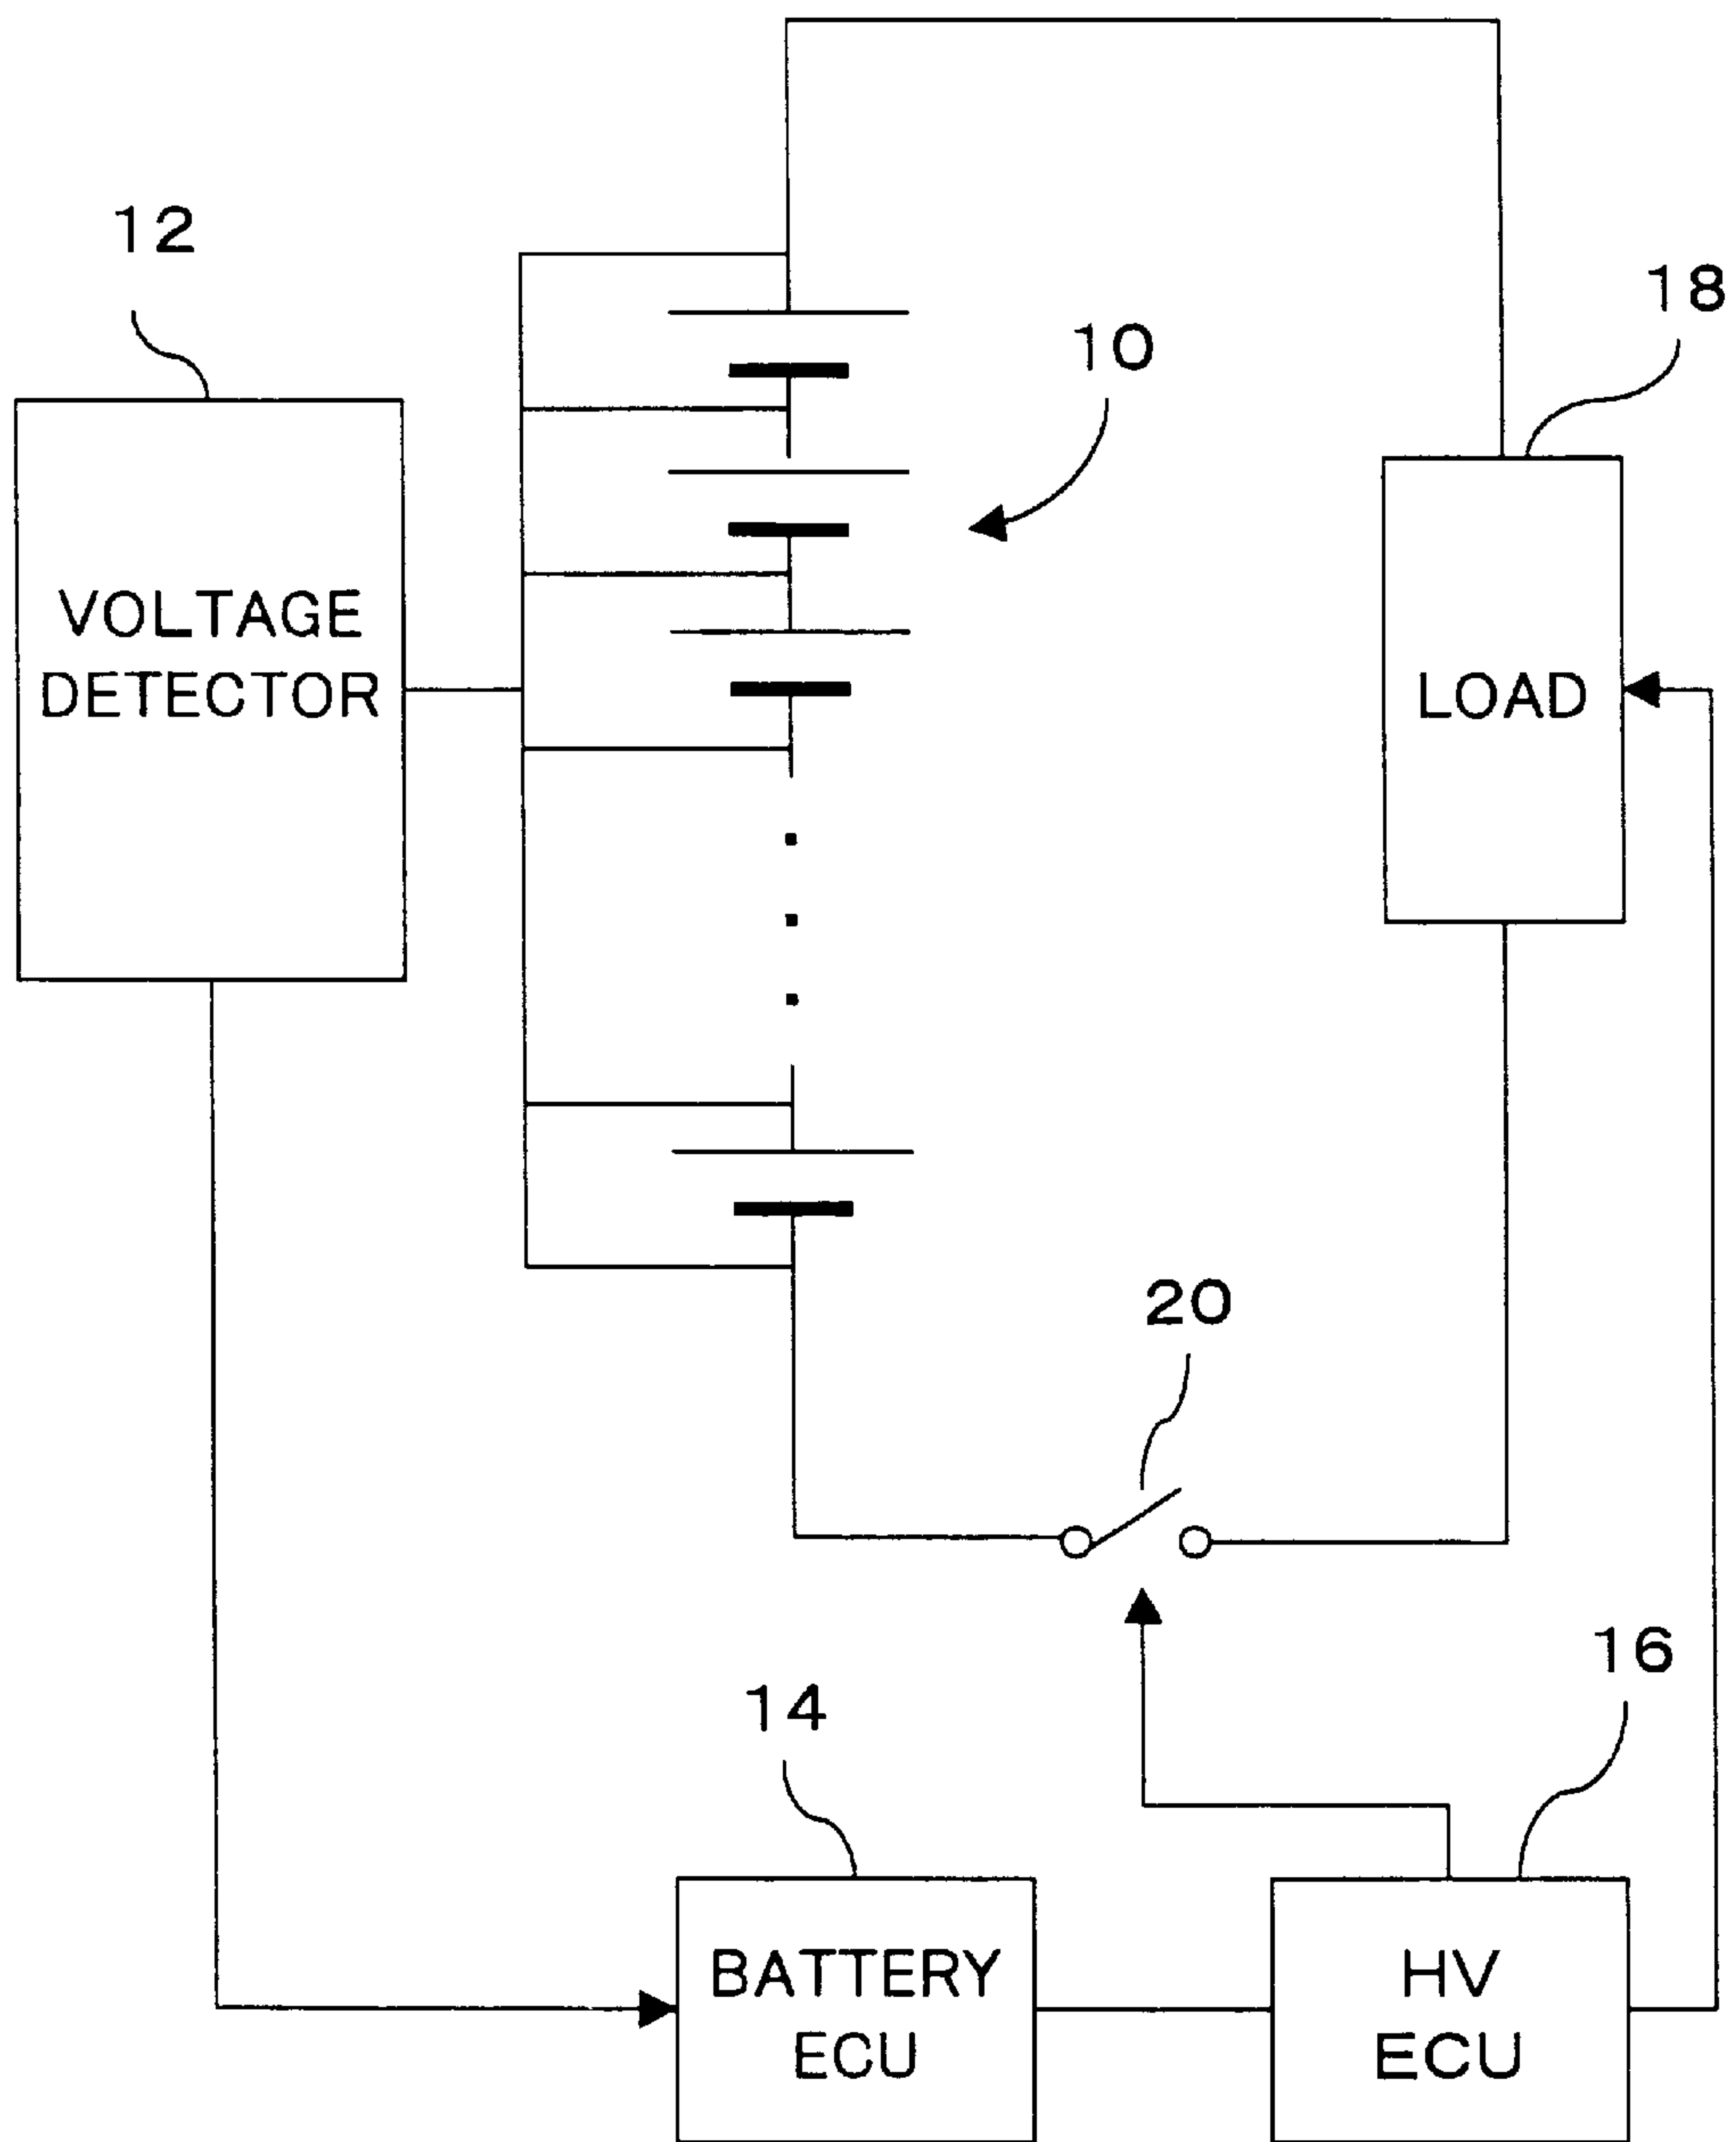 12
18
10
VOLTAGE
DETECTOR
LOAD
20
16
14
BATTERY
ECU
HV
ECU